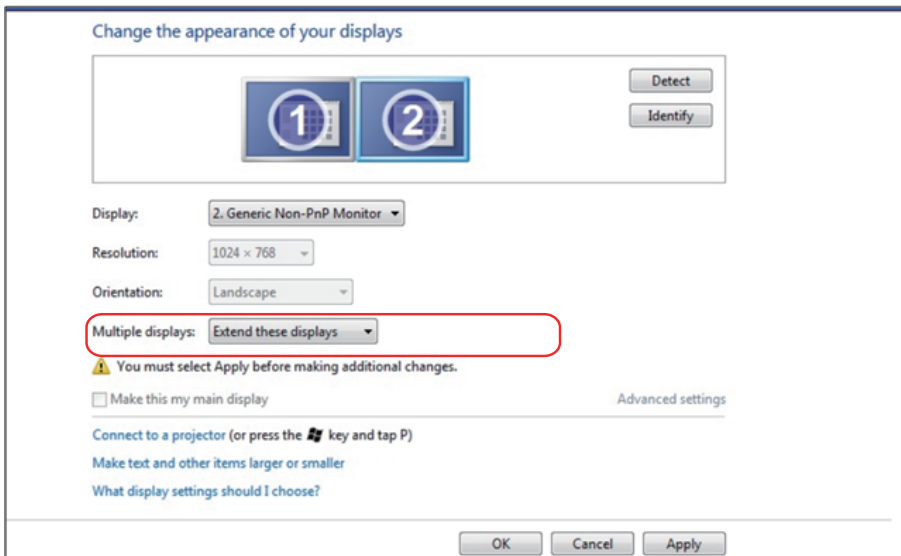 Change the appearance of your displays
1
2
Detect
Identify
Display: 2. Generic Non-PnP Monitor
Resolution: 1024 × 768
Orientation: Landscape
Multiple displays: Extend these displays
You must select Apply before making additional changes.
Make this my main display Advanced settings
Connect to a projector (or press the key and tap P)
Make text and other items larger or smaller
What display settings should I choose?
OK Cancel Apply